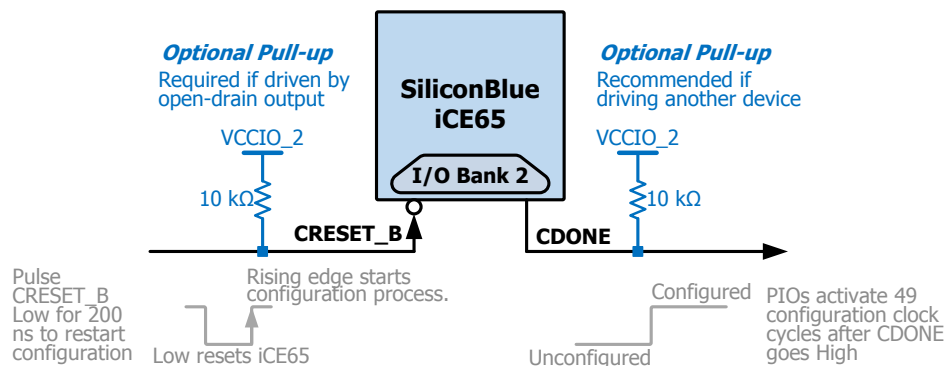 Optional Pull-up
Required if driven by
open-drain output
VCCIO_2
10 kΩ
SiliconBlue
iCE65
I/O Bank 2
Optional Pull-up
Recommended if
driving another device
VCCIO_2
10 kΩ
CRESET_B
CDONE
Pulse
CRESET_B
Low for 200
ns to restart
configuration
Rising edge starts
configuration process.
Low resets iCE65
Configured
Unconfigured
PIOs activate 49
configuration clock
cycles after CDONE
goes High